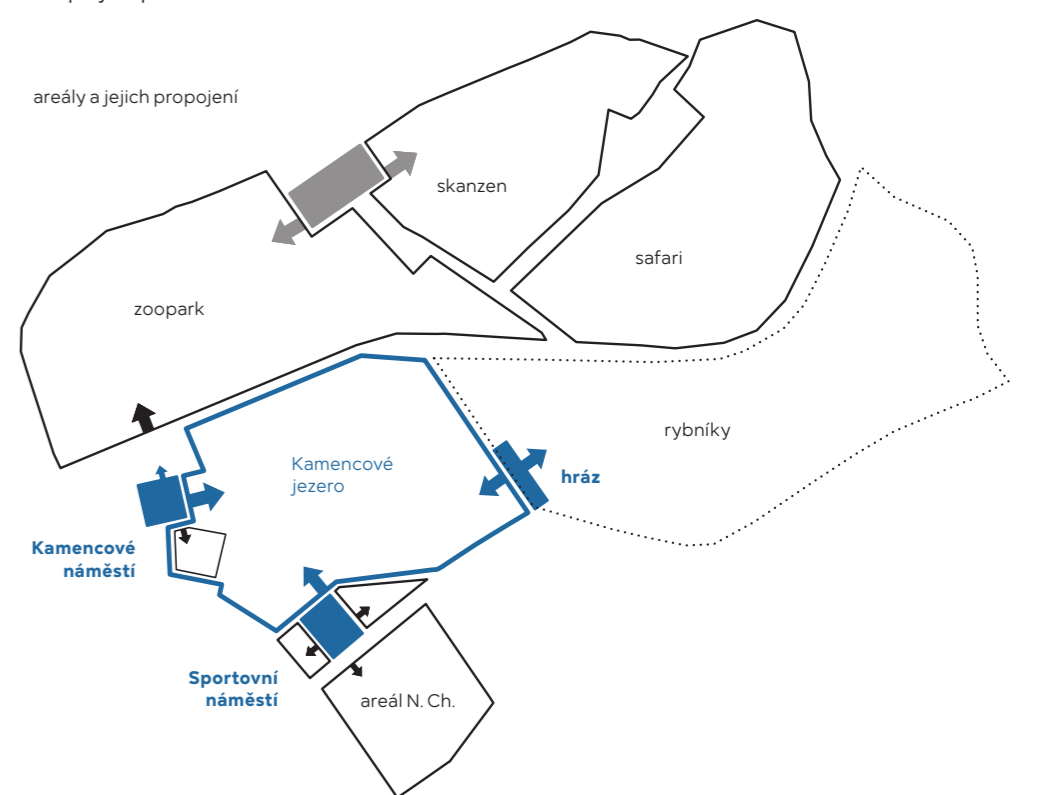 areály a jejich propojení
skanzen
safari
zoopark
rybníky
Kamencové
jezero
hráz
Kamencové
náměstí
Sportovní
náměstí
areál N. Ch.